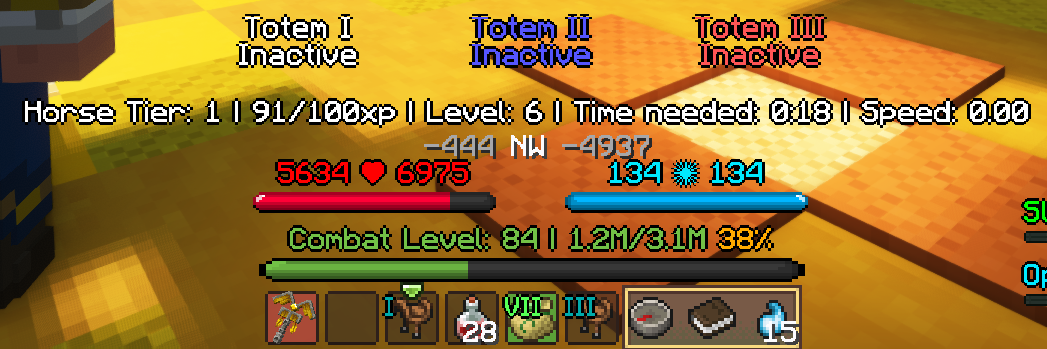 Totem I Totem II Totem III
Inactive Inactive Inactive
Horse Tier: 1 | 91/100xp | Level: 6 | Time needed: 0:18 | Speed: 0.00
-444 NW -4937
5634 6975 134 134
Combat Level: 84 | 1.2M/3.1M 38%
I 28 VII III 15